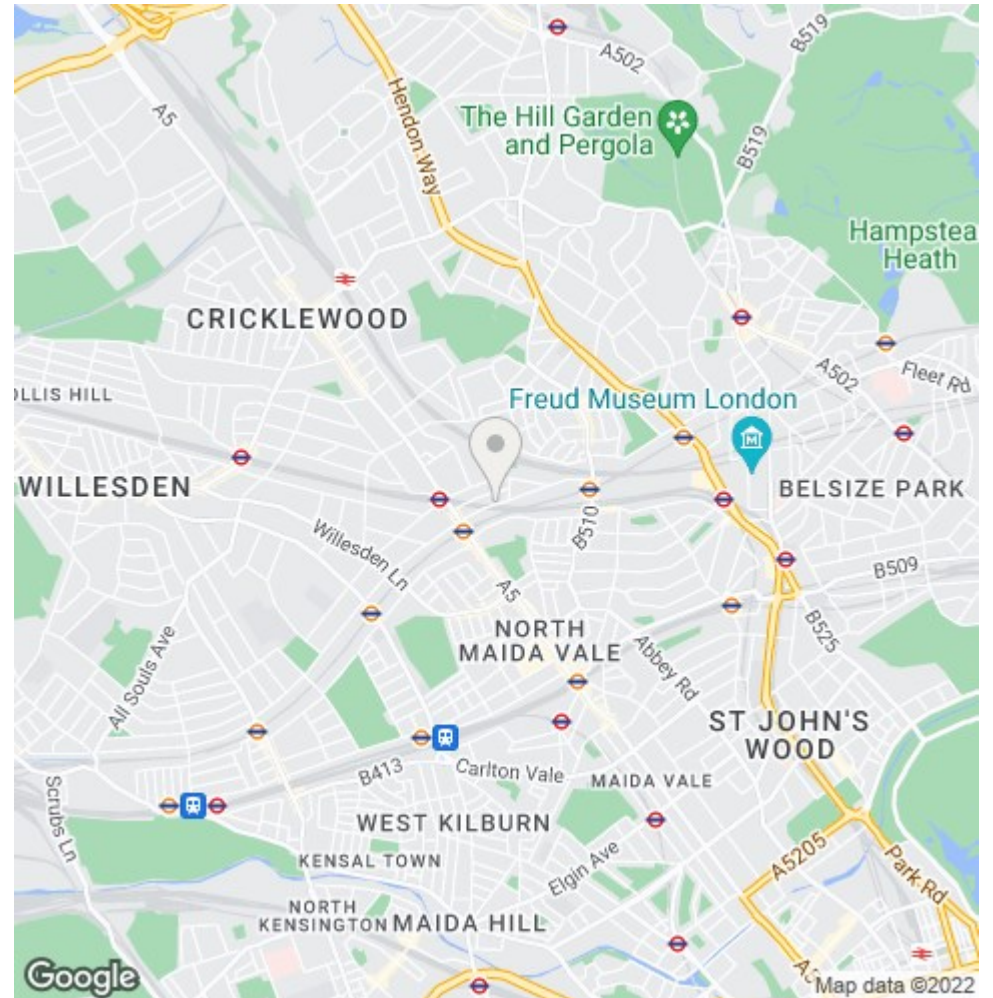 B519
A502
A5
Hendon Way
The Hill Garden
and Pergola
B519
Hampstea
Heath
CRICKLEWOOD
A502
Fleet Rd
OLLIS HILL
Freud Museum London
WILLESDEN
BELSIZE PARK
B510
Willesden Ln
A5
B509
NORTH
MAIDA VALE
Abbey Rd
B525
All Souls Ave
ST JOHN'S
WOOD
B413
Carlton Vale
MAIDA VALE
Scrubs Ln
WEST KILBURN
KENSAL TOWN
Elgin Ave
A5205
Park Rd
NORTH
KENSINGTON
MAIDA HILL
Google
Map data ©2022